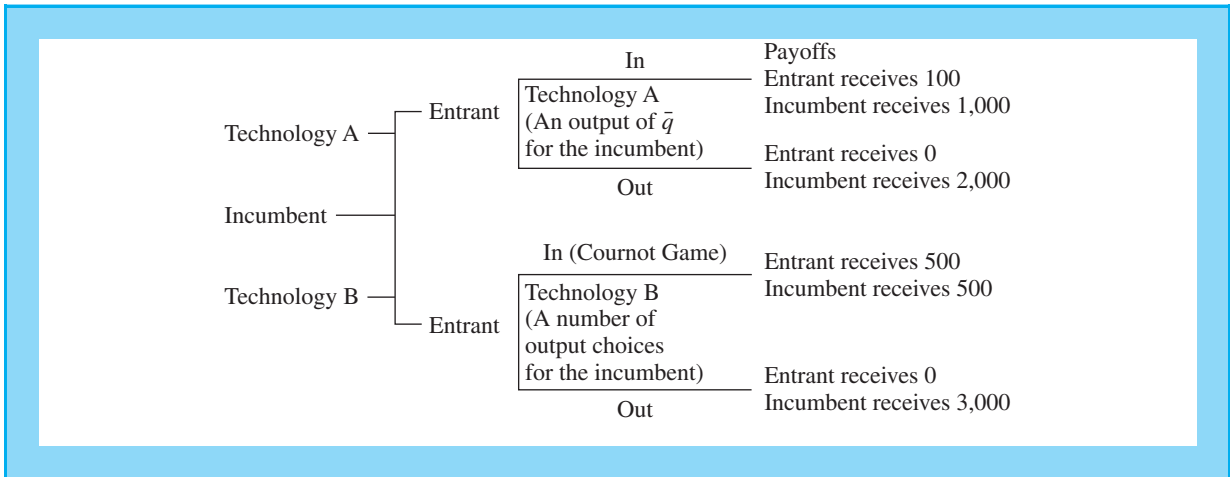 In
Payoffs
Entrant receives 100
Incumbent receives 1,000
Technology A
Entrant
Technology A
(An output of q̄
for the incumbent)
Entrant receives 0
Incumbent receives 2,000
Out
Incumbent
In (Cournot Game)
Entrant receives 500
Incumbent receives 500
Technology B
Entrant
Technology B
(A number of
output choices
for the incumbent)
Entrant receives 0
Incumbent receives 3,000
Out